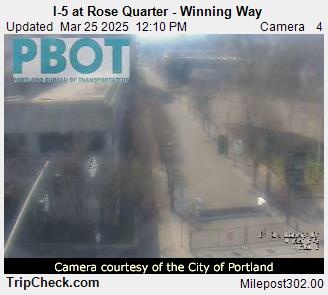 I-5 at Rose Quarter - Winning Way
Updated Mar 25 2025 12:10 PM Camera 4
PBOT
PORTLAND BUREAU OF TRANSPORTATION
Camera courtesy of the City of Portland
TripCheck.com Milepost302.00